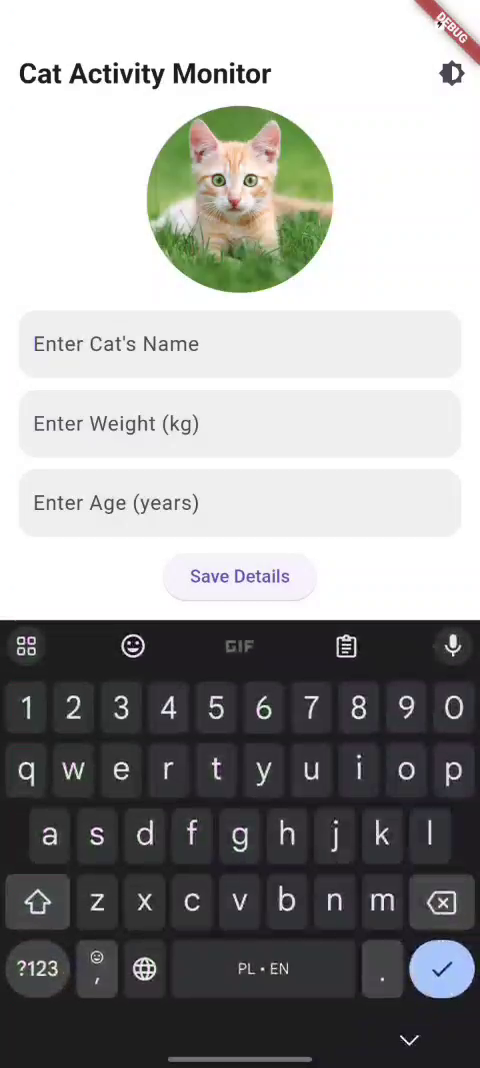 DEBUG
Cat Activity Monitor
Enter Cat's Name
Enter Weight (kg)
Enter Age (years)
Save Details
GIF
1 2 3 4 5 6 7 8 9 0
q w e r t y u i o p
a s d f g h j k l
z x c v b n m
?123 , PL • EN .